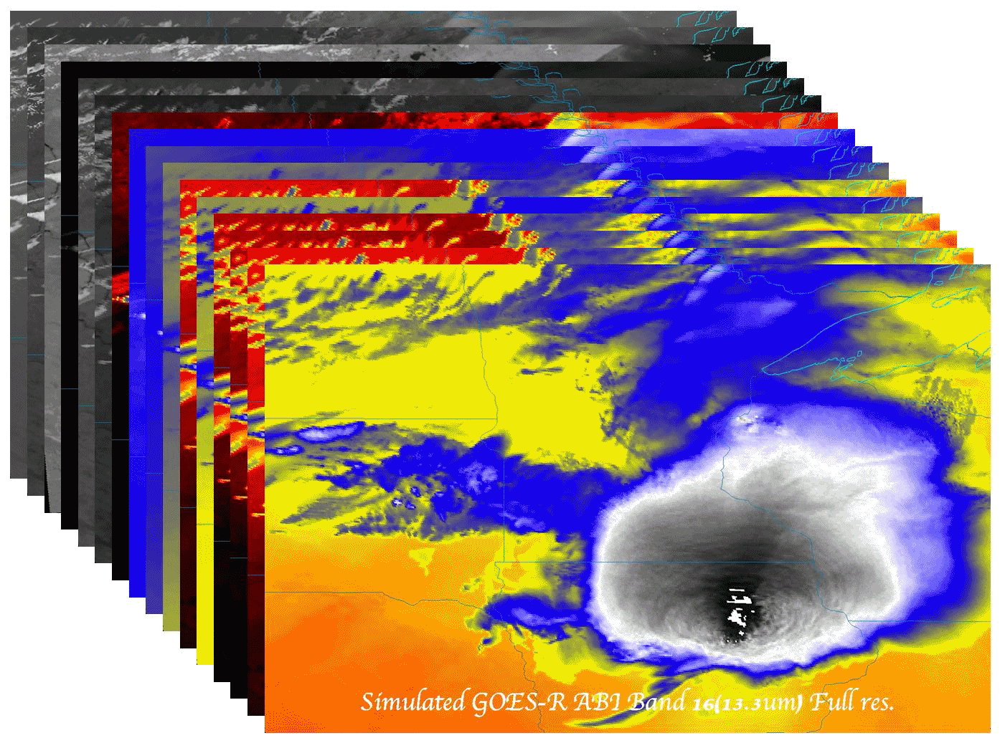 Simulated GOES-R ABI Band 16(13.3um) Full res.